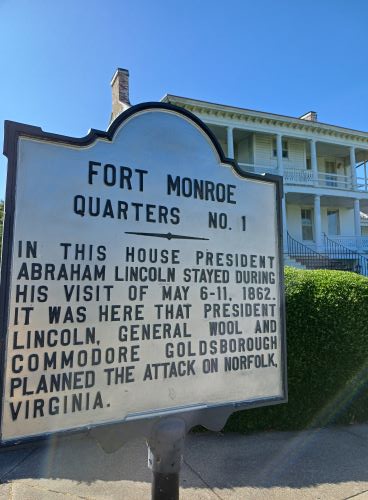 FORT MONROE
QUARTERS NO. 1
IN THIS HOUSE PRESIDENT
ABRAHAM LINCOLN STAYED DURING
HIS VISIT OF MAY 6-11, 1862.
IT WAS HERE THAT PRESIDENT
LINCOLN, GENERAL WOOL AND
COMMODORE GOLDSBOROUGH
PLANNED THE ATTACK ON NORFOLK,
VIRGINIA.